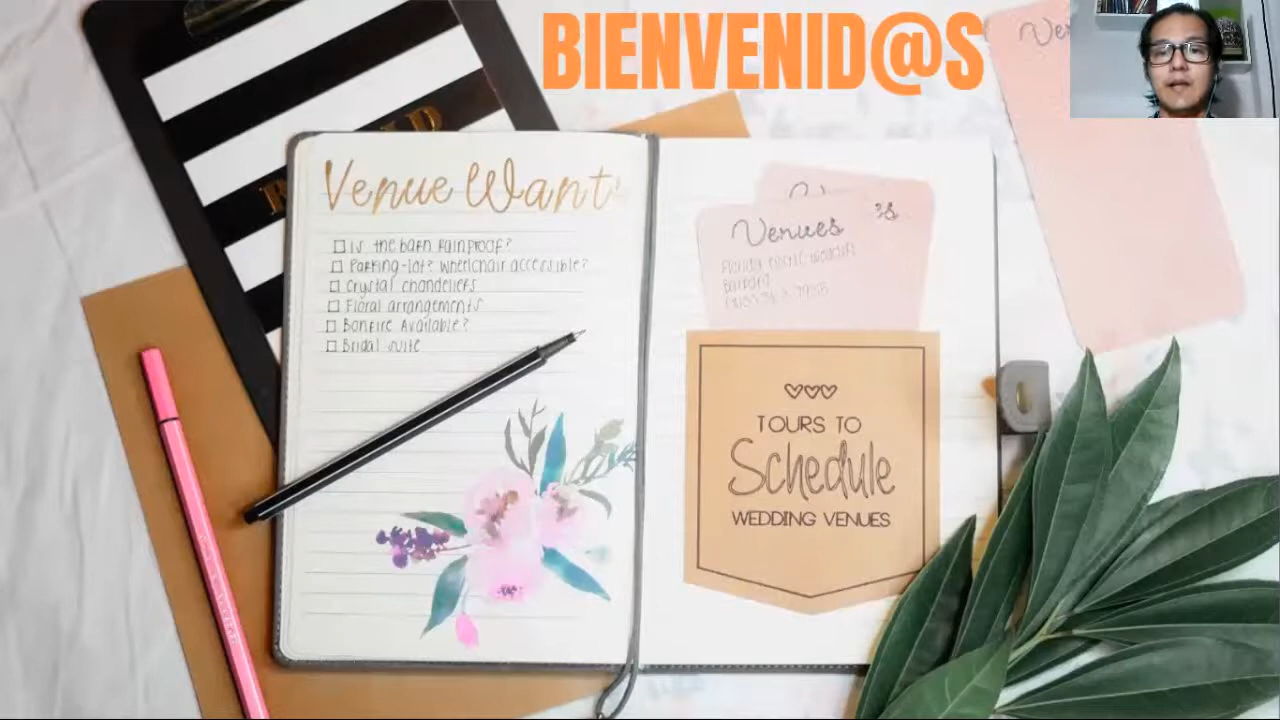 BIENVENID@S
Venue Want
Is the barn rainproof?
Parking-lot? Wheelchair accessible?
Crystal chandeliers
Floral arrangements
Bonfire Available?
Bridal suite
Venues
TOURS TO
Schedule
WEDDING VENUES